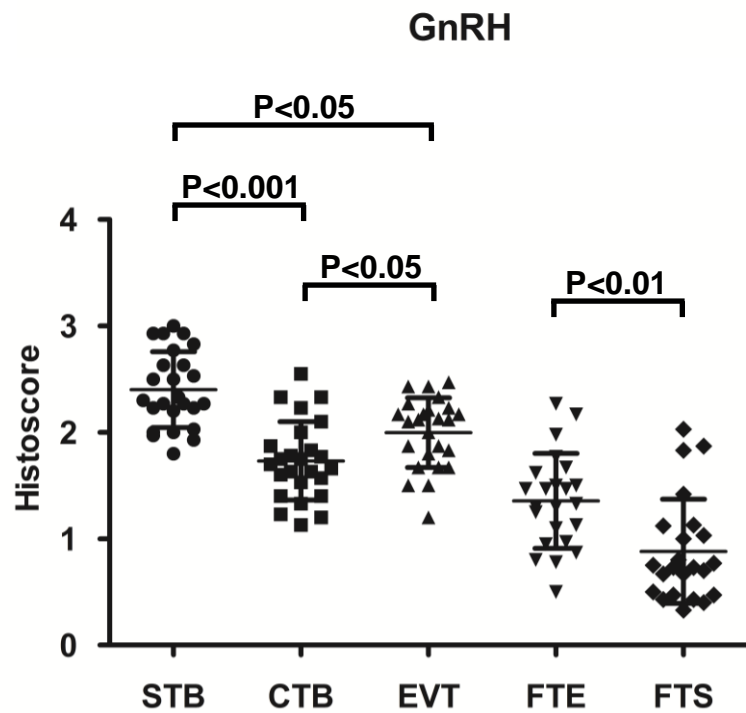 GnRH
P<0.05
P<0.001
P<0.05
P<0.01
Histoscore
4
3
2
1
0
STB CTB EVT FTE FTS